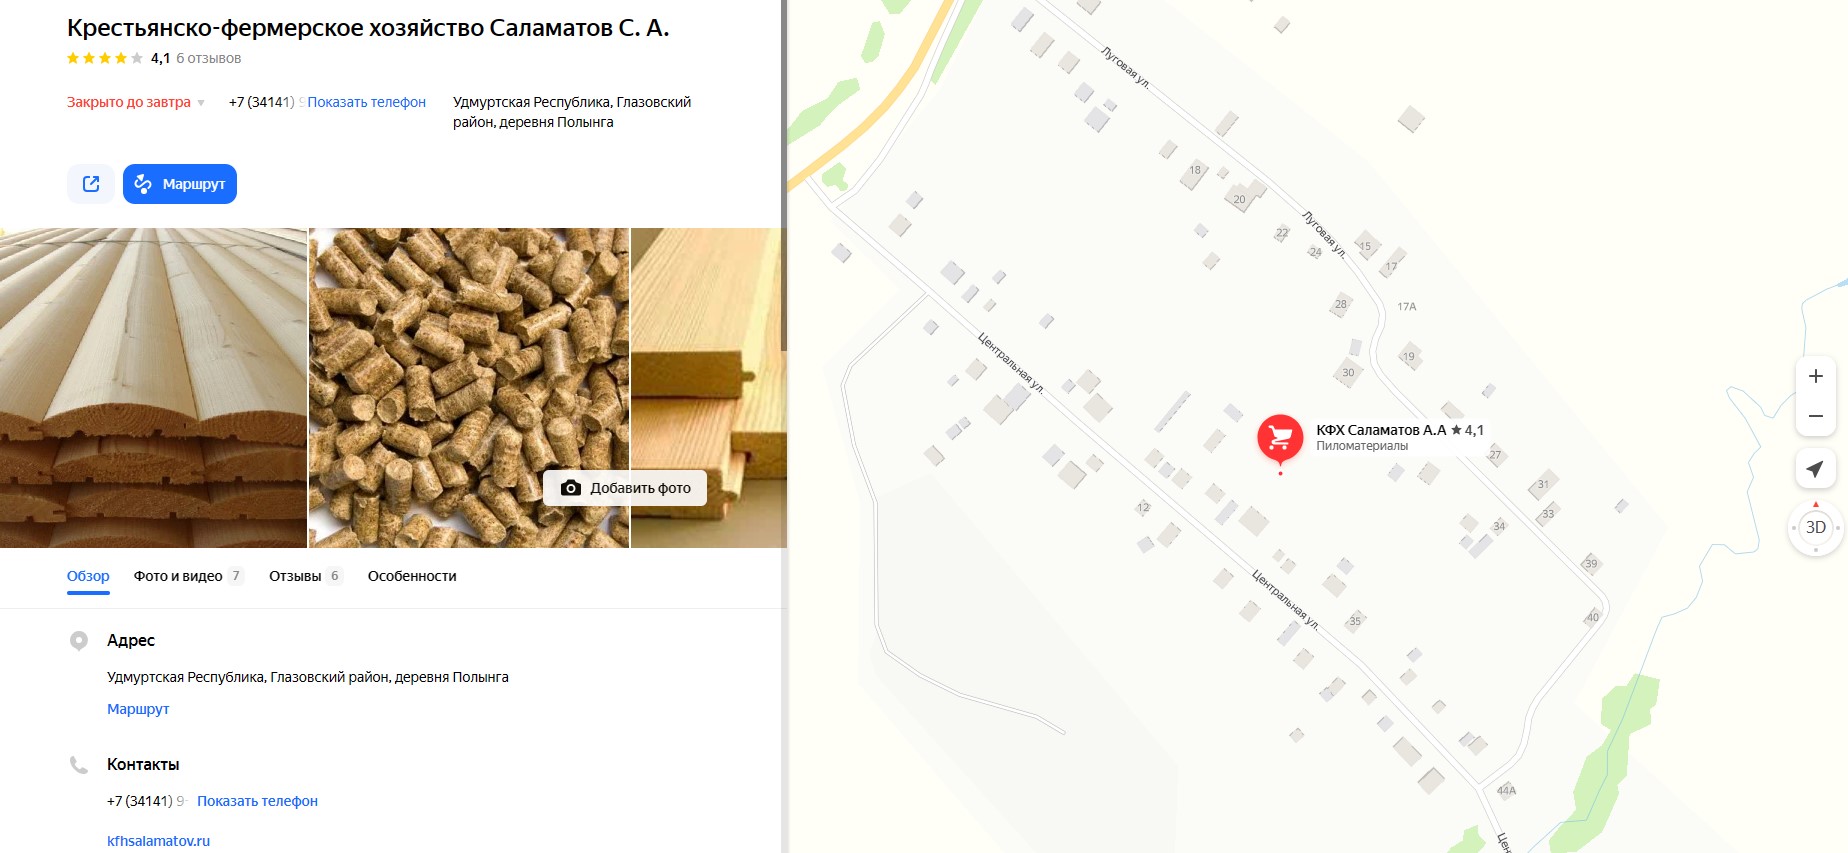 Крестьянско-фермерское хозяйство Саламатов С. А.
4,1 6 отзывов
Закрыто до завтра
+7 (34141) 9 Показать телефон
Удмуртская Республика, Глазовский
район, деревня Полынга
Маршрут
Добавить фото
Обзор
Фото и видео 7
Отзывы 6
Особенности
Адрес
Удмуртская Республика, Глазовский район, деревня Полынга
Маршрут
Контакты
+7 (34141) 9- Показать телефон
kfhsalamatov.ru
Луговая ул.
18
20
Луговая ул.
22
24
15
17
28
17А
19
30
Центральная ул.
КФХ Саламатов А.А ★ 4,1
Пиломатериалы
27
31
33
34
12
39
40
Центральная ул.
35
44А
Цен
+
−
3D